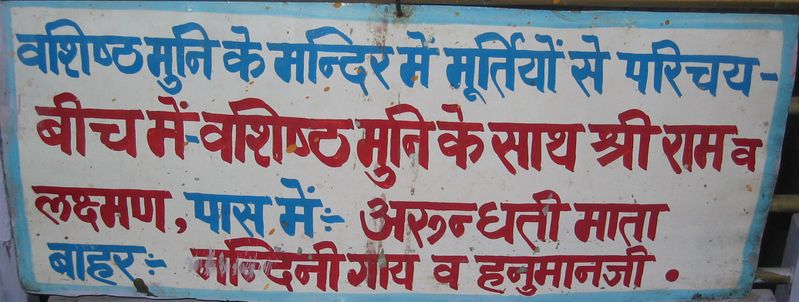 वशिष्ठ मुनि के मन्दिर में मूर्तियों से परिचय -
बीच में - वशिष्ठ मुनि के साथ श्री राम व
लक्ष्मण, पास में:- अरुन्धती माता
बाहर:- नन्दिनी गाय व हनुमानजी .